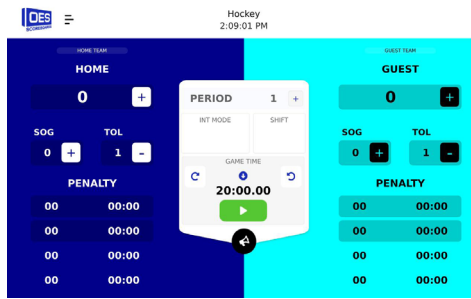 OES
SCOREBOARDS
Hockey
2:09:01 PM
HOME TEAM
HOME
0 +
SOG TOL
0 + 1 -
PENALTY
00 00:00
00 00:00
00 00:00
00 00:00
PERIOD 1 +
INT MODE SHIFT
GAME TIME
20:00.00
GUEST TEAM
GUEST
0 +
SOG TOL
0 + 1 -
PENALTY
00 00:00
00 00:00
00 00:00
00 00:00